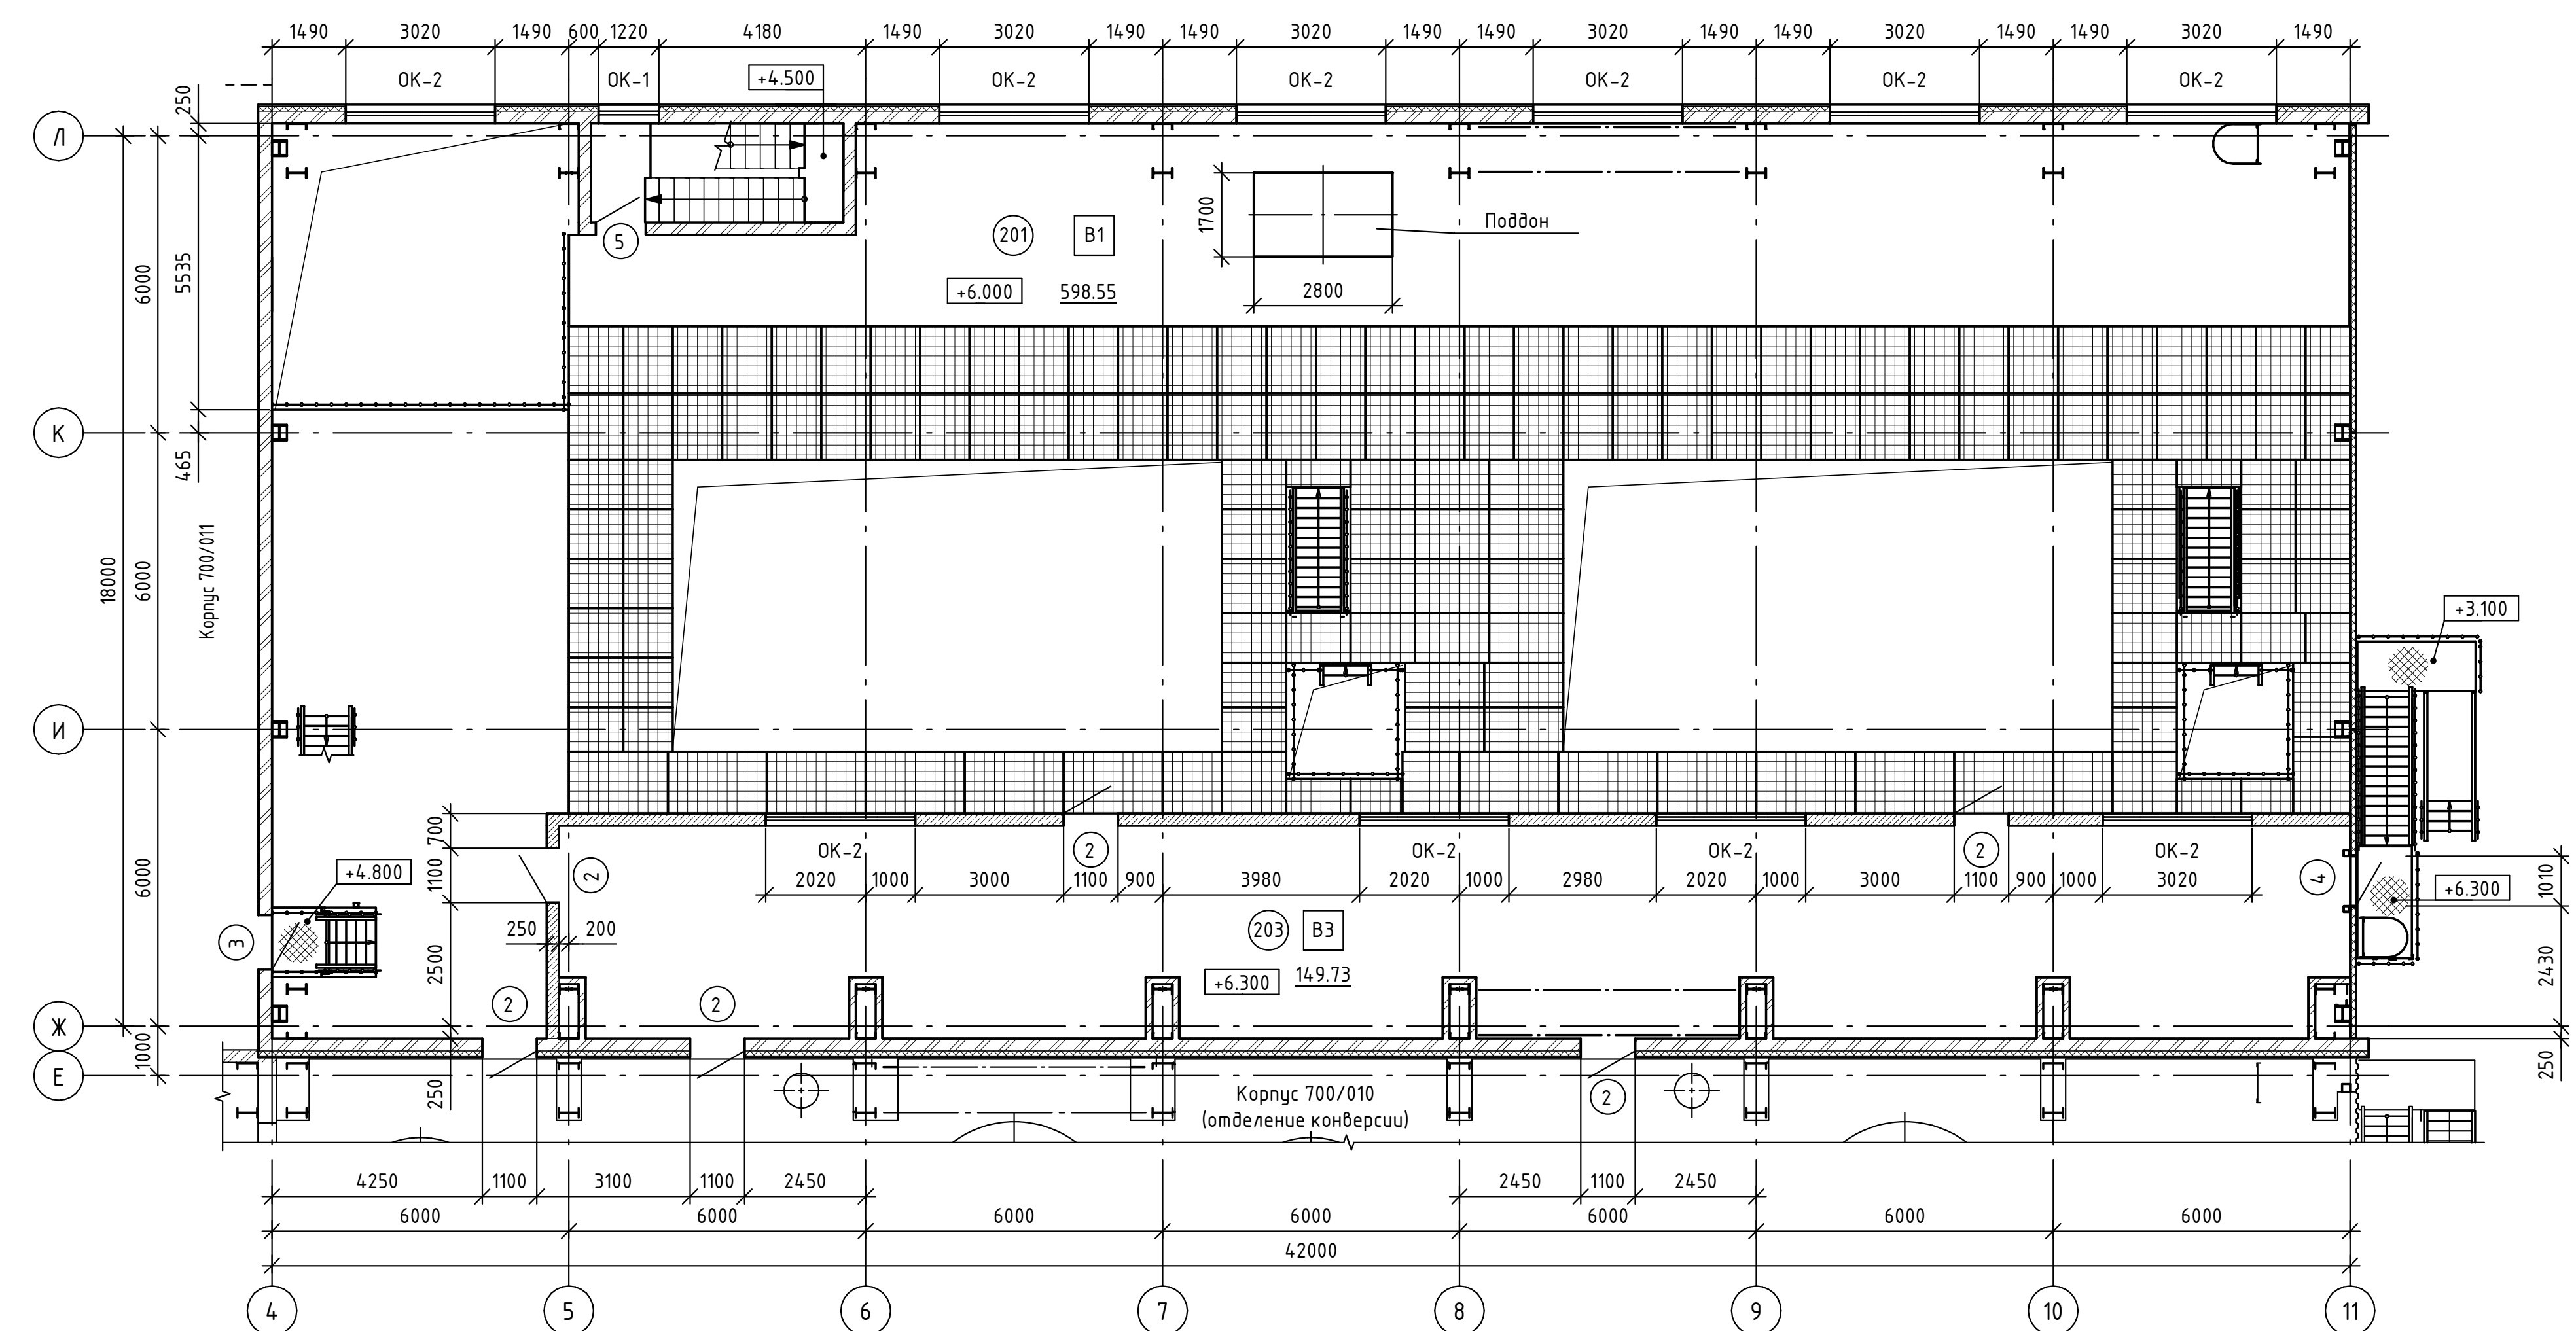 1490 3020 1490 600 1220 4180 1490 3020 1490 1490 3020 1490 1490 3020 1490 1490 3020 1490 1490 3020 1490
ОК-2 ОК-1 +4.500 ОК-2 ОК-2 ОК-2 ОК-2 ОК-2
250
Л
1700
Поддон
5 201 В1
6000 5535
+6.000 598.55 2800
К
465
Корпус 700/011
18000 6000
+3.100
И
700
ОК-2 2 ОК-2 ОК-2 2 ОК-2
6000 1100 2 4
+4.800
2020 1000 3000 1100 900 3980 2020 1000 2980 2020 1000 3000 1100 900 1000 3020
+6.300 1010
250 200 203 В3
3
2500 2430
+6.300 149.73
2 2
Ж
1000
Е
250 250
Корпус 700/010
(отделение конверсии)
2
4250 1100 3100 1100 2450 2450 1100 2450
6000 6000 6000 6000 6000 6000 6000
42000
4 5 6 7 8 9 10 11